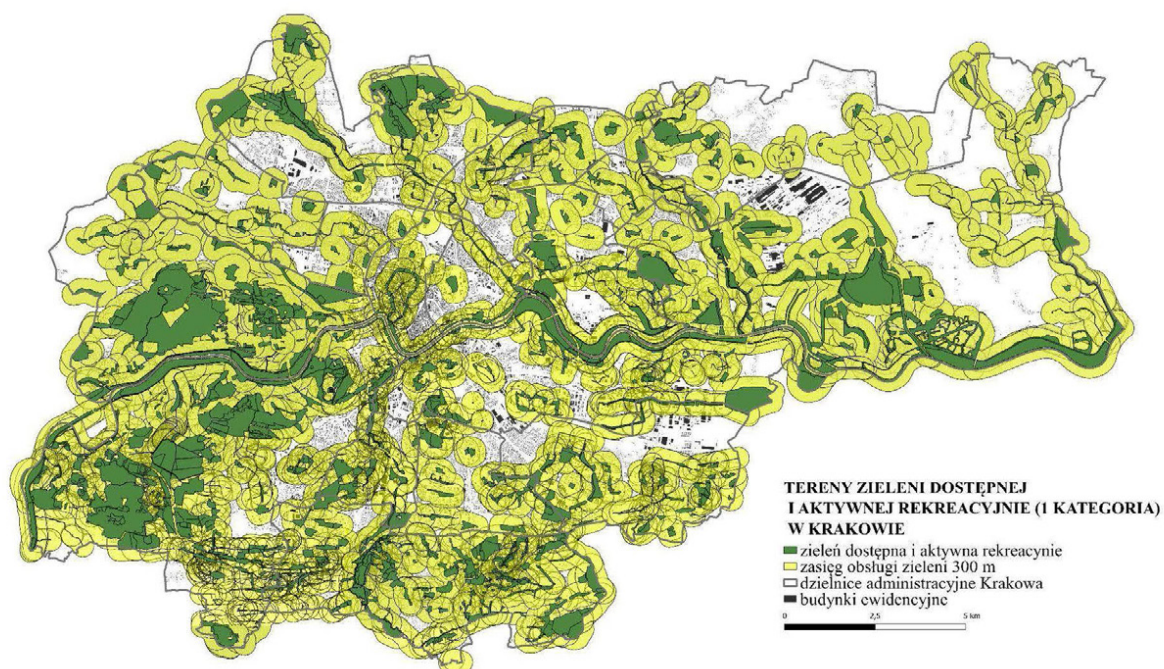 TERENY ZIELENI DOSTĘPNEJ
I AKTYWNEJ REKREACYJNIE (1 KATEGORIA)
W KRAKOWIE
zieleń dostępna i aktywna rekreacynie
zasięg obsługi zieleni 300 m
dzielnice administracyjne Krakowa
budynki ewidencyjne
0 2,5 5 km